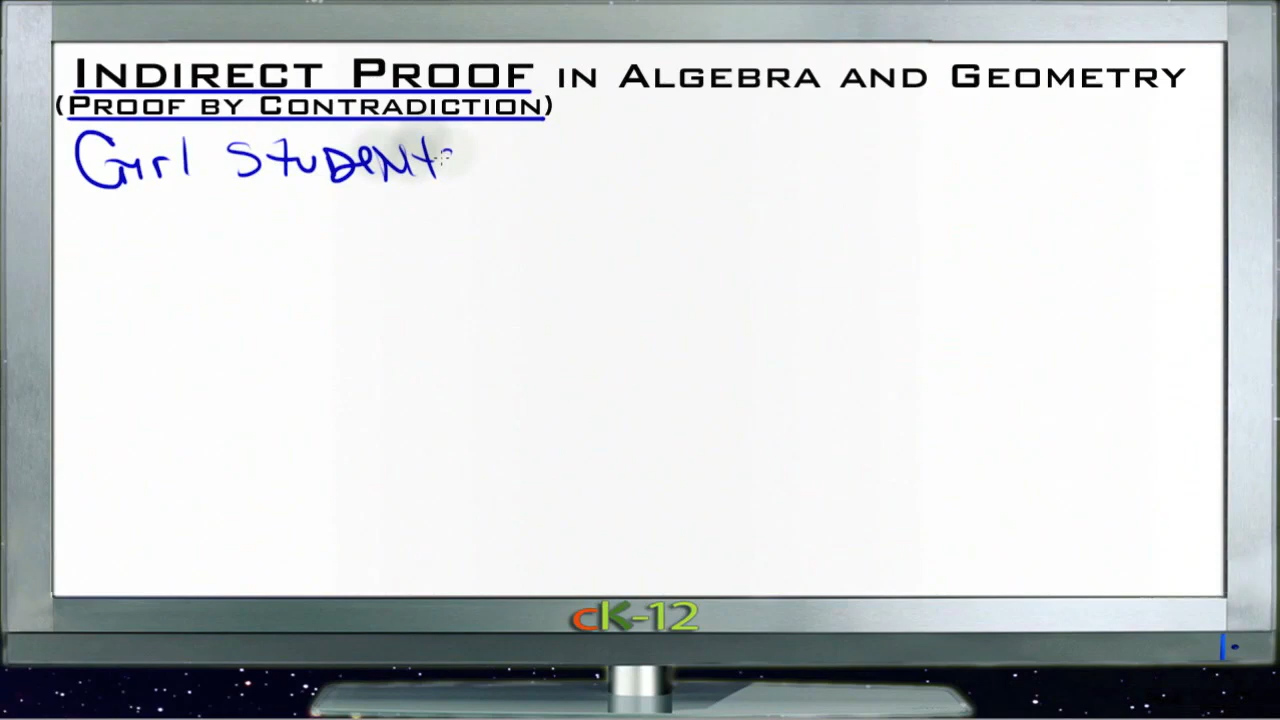 INDIRECT PROOF IN ALGEBRA AND GEOMETRY
(PROOF BY CONTRADICTION)
Girl Student
cK-12